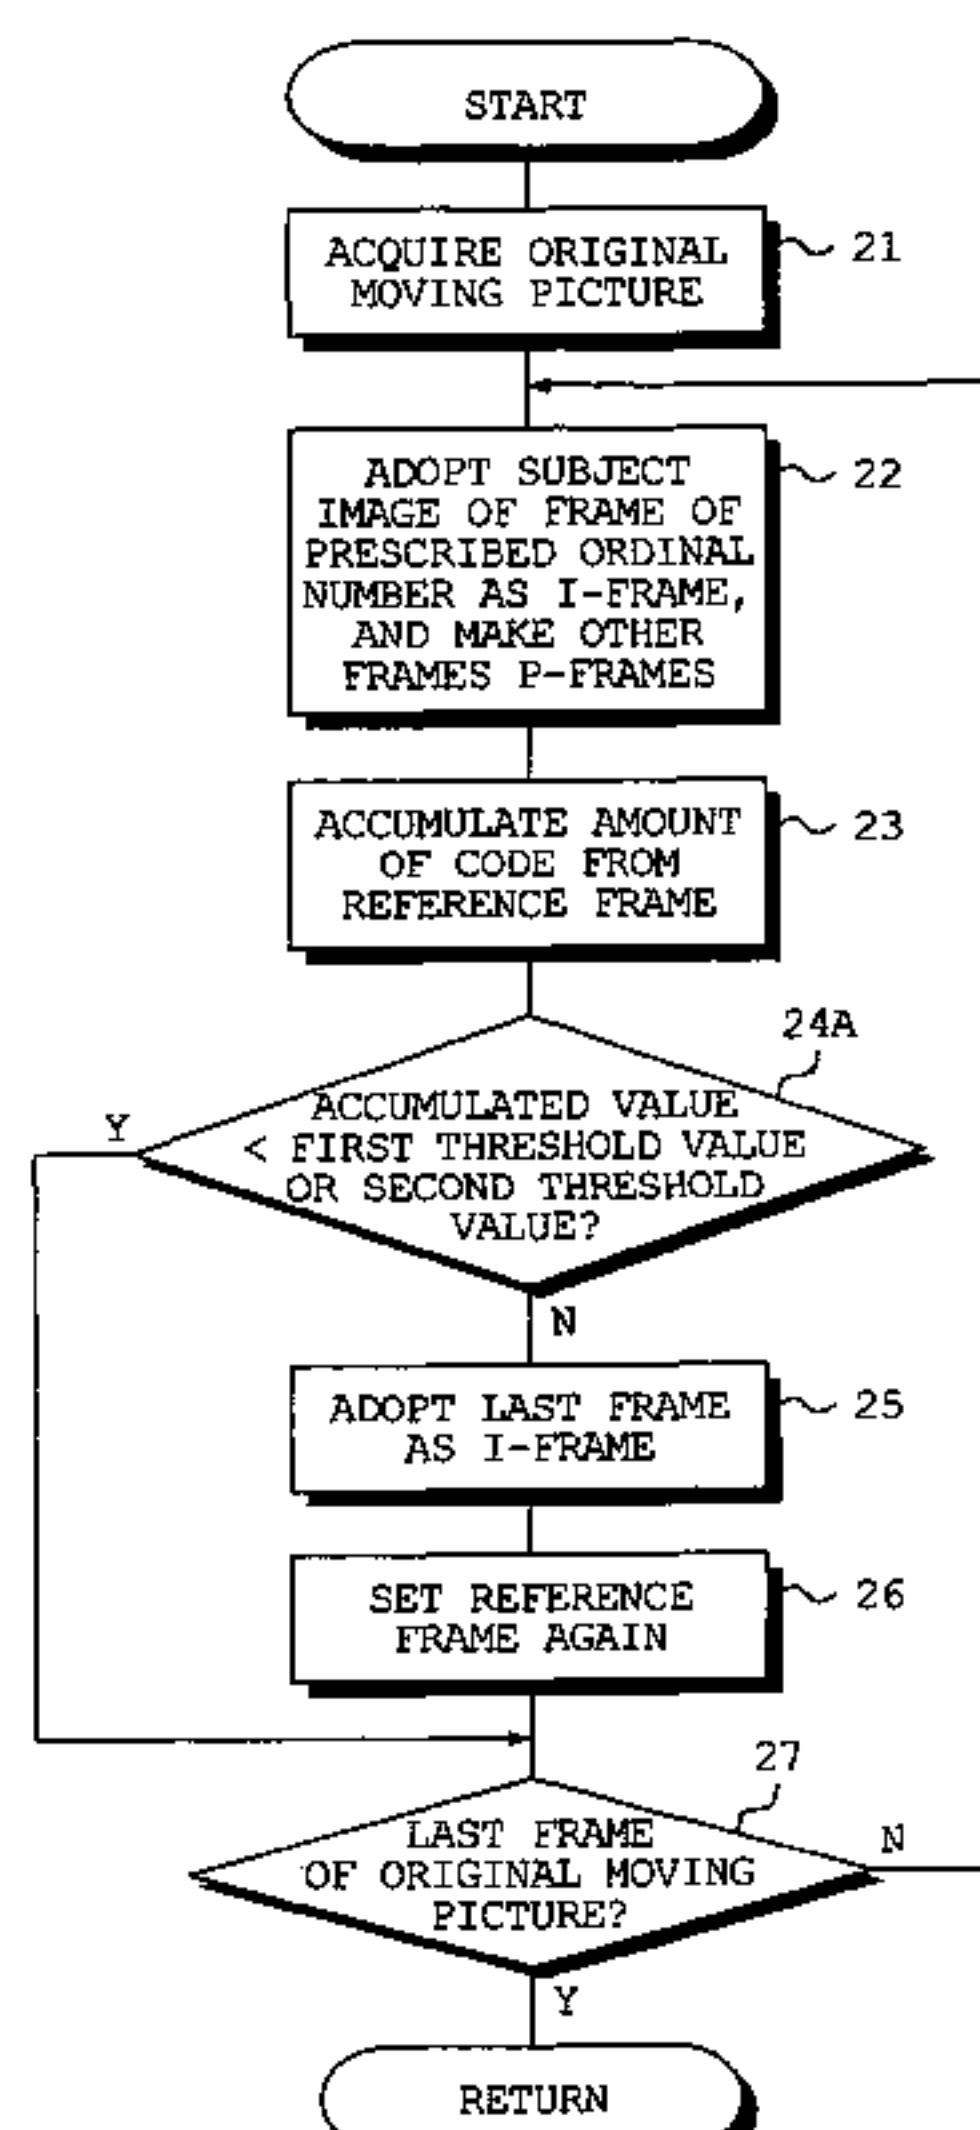 START
ACQUIRE ORIGINAL
MOVING PICTURE
21
ADOPT SUBJECT
IMAGE OF FRAME OF
PRESCRIBED ORDINAL
NUMBER AS I-FRAME,
AND MAKE OTHER
FRAMES P-FRAMES
22
ACCUMULATE AMOUNT
OF CODE FROM
REFERENCE FRAME
23
24A
ACCUMULATED VALUE
< FIRST THRESHOLD VALUE
OR SECOND THRESHOLD
VALUE?
Y
N
ADOPT LAST FRAME
AS I-FRAME
25
SET REFERENCE
FRAME AGAIN
26
27
LAST FRAME
OF ORIGINAL MOVING
PICTURE?
N
Y
RETURN